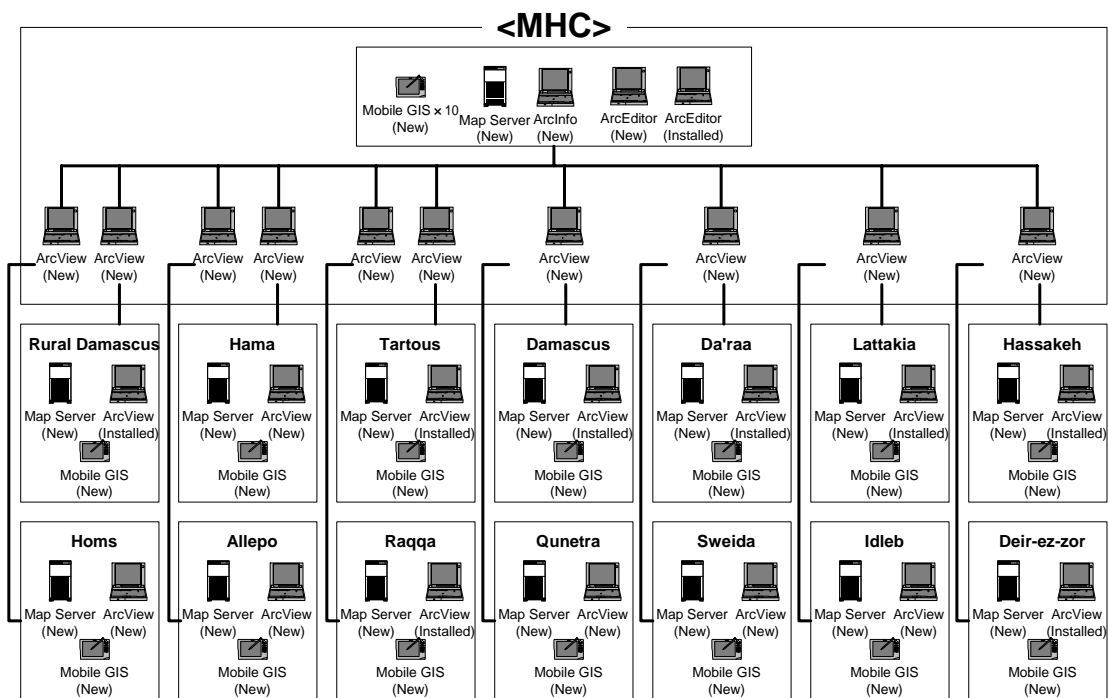 <MHC>
Mobile GIS × 10
(New)
Map Server
(New)
ArcInfo
(New)
ArcEditor
(New)
ArcEditor
(Installed)
ArcView
(New)
ArcView
(New)
ArcView
(New)
ArcView
(New)
ArcView
(New)
ArcView
(New)
ArcView
(New)
ArcView
(New)
ArcView
(New)
ArcView
(New)
Rural Damascus
Map Server
(New)
ArcView
(Installed)
Mobile GIS
(New)
Hama
Map Server
(New)
ArcView
(New)
Mobile GIS
(New)
Tartous
Map Server
(New)
ArcView
(Installed)
Mobile GIS
(New)
Damascus
Map Server
(New)
ArcView
(Installed)
Mobile GIS
(New)
Da'raa
Map Server
(New)
ArcView
(Installed)
Mobile GIS
(New)
Lattakia
Map Server
(New)
ArcView
(Installed)
Mobile GIS
(New)
Hassakeh
Map Server
(New)
ArcView
(Installed)
Mobile GIS
(New)
Homs
Map Server
(New)
ArcView
(New)
Mobile GIS
(New)
Allepo
Map Server
(New)
ArcView
(New)
Mobile GIS
(New)
Raqqa
Map Server
(New)
ArcView
(Installed)
Mobile GIS
(New)
Qunetra
Map Server
(New)
ArcView
(New)
Mobile GIS
(New)
Sweida
Map Server
(New)
ArcView
(New)
Mobile GIS
(New)
Idleb
Map Server
(New)
ArcView
(New)
Mobile GIS
(New)
Deir-ez-zor
Map Server
(New)
ArcView
(Installed)
Mobile GIS
(New)